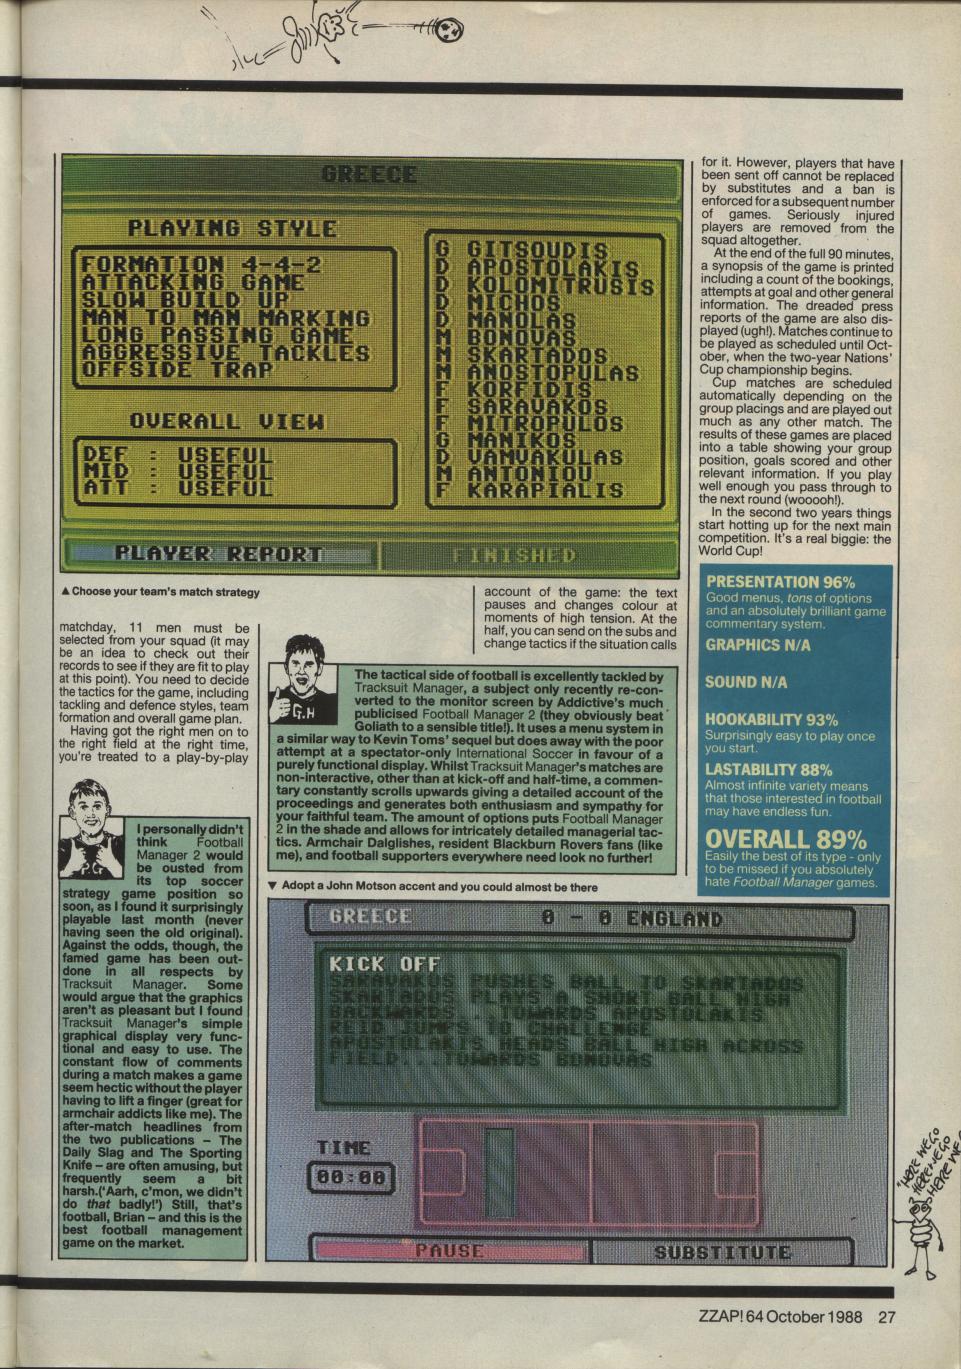 GREECE
PLAYING STYLE
FORMATION 4-4-2
ATTACKING GAME
SLOW BUILD UP
MAN TO MAN MARKING
LONG PASSING GAME
AGGRESSIVE TACKLES
OFFSIDE TRAP
OVERALL VIEW
DEF : USEFUL
MID : USEFUL
ATT : USEFUL
G GITSOUDIS
D APOSTOLAKIS
D KOLOMITRUSIS
D MICHOS
D MANOLAS
M BONOVAS
M SKARTADOS
M ANOSTOPULAS
F KORFIDIS
F SARAVAKOS
F MITROPULOS
G MANIKOS
D VAMVAKULAS
M ANTONIOU
F KARAPIALIS
PLAYER REPORT
FINISHED
▲ Choose your team's match strategy
matchday, 11 men must be
selected from your squad (it may
be an idea to check out their
records to see if they are fit to play
at this point). You need to decide
the tactics for the game, including
tackling and defence styles, team
formation and overall game plan.
Having got the right men on to
the right field at the right time,
you're treated to a play-by-play
P.G
I personally didn't
think Football
Manager 2 would
be ousted from
its top soccer
strategy game position so
soon, as I found it surprisingly
playable last month (never
having seen the old original).
Against the odds, though, the
famed game has been out-
done in all respects by
Tracksuit Manager. Some
would argue that the graphics
aren't as pleasant but I found
Tracksuit Manager's simple
graphical display very func-
tional and easy to use. The
constant flow of comments
during a match makes a game
seem hectic without the player
having to lift a finger (great for
armchair addicts like me). The
after-match headlines from
the two publications – The
Daily Slag and The Sporting
Knife – are often amusing, but
frequently seem a bit
harsh.('Aarh, c'mon, we didn't
do that badly!') Still, that's
football, Brian – and this is the
best football management
game on the market.
account of the game: the text
pauses and changes colour at
moments of high tension. At the
half, you can send on the subs and
change tactics if the situation calls
G.H
The tactical side of football is excellently tackled by
Tracksuit Manager, a subject only recently re-con-
verted to the monitor screen by Addictive's much
publicised Football Manager 2 (they obviously beat
Goliath to a sensible title!). It uses a menu system in
a similar way to Kevin Toms' sequel but does away with the poor
attempt at a spectator-only International Soccer in favour of a
purely functional display. Whilst Tracksuit Manager's matches are
non-interactive, other than at kick-off and half-time, a commen-
tary constantly scrolls upwards giving a detailed account of the
proceedings and generates both enthusiasm and sympathy for
your faithful team. The amount of options puts Football Manager
2 in the shade and allows for intricately detailed managerial tac-
tics. Armchair Dalglishes, resident Blackburn Rovers fans (like
me), and football supporters everywhere need look no further!
▼ Adopt a John Motson accent and you could almost be there
GREECE 0 - 0 ENGLAND
KICK OFF
SARAVAKUS PUSHES BALL TO SKARTADOS
SKARTADOS PLAYS A SHORT BALL HIGH
BACKWARDS...TOWARDS APOSTOLAKIS
REID JUMPS TO CHALLENGE
APOSTOLAKIS HEADS BALL HIGH ACROSS
FIELD...TOWARDS BONOVAS
TIME
00:00
PAUSE
SUBSTITUTE
for it. However, players that have
been sent off cannot be replaced
by substitutes and a ban is
enforced for a subsequent number
of games. Seriously injured
players are removed from the
squad altogether.
At the end of the full 90 minutes,
a synopsis of the game is printed
including a count of the bookings,
attempts at goal and other general
information. The dreaded press
reports of the game are also dis-
played (ugh!). Matches continue to
be played as scheduled until Oct-
ober, when the two-year Nations'
Cup championship begins.
Cup matches are scheduled
automatically depending on the
group placings and are played out
much as any other match. The
results of these games are placed
into a table showing your group
position, goals scored and other
relevant information. If you play
well enough you pass through to
the next round (wooooh!).
In the second two years things
start hotting up for the next main
competition. It's a real biggie: the
World Cup!
PRESENTATION 96%
Good menus, tons of options
and an absolutely brilliant game
commentary system.
GRAPHICS N/A
SOUND N/A
HOOKABILITY 93%
Surprisingly easy to play once
you start.
LASTABILITY 88%
Almost infinite variety means
that those interested in football
may have endless fun.
OVERALL 89%
Easily the best of its type - only
to be missed if you absolutely
hate Football Manager games.
"HERE WE GO
HERE WE GO
HERE WE
ZZAP! 64 October 1988 27